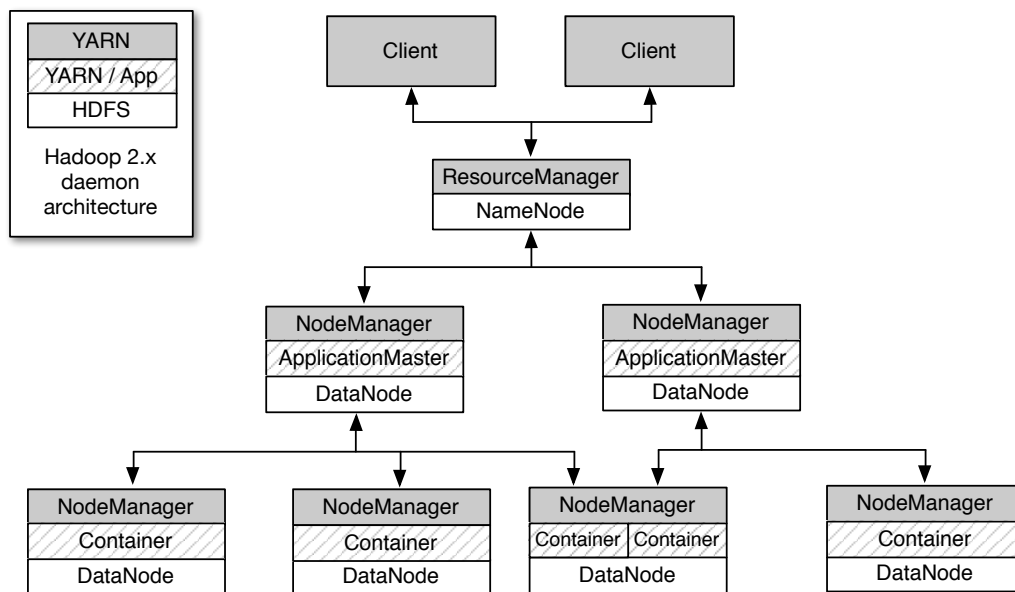 YARN
YARN / App
HDFS
Hadoop 2.x
daemon
architecture
Client
Client
ResourceManager
NameNode
NodeManager
ApplicationMaster
DataNode
NodeManager
ApplicationMaster
DataNode
NodeManager
Container
DataNode
NodeManager
Container
DataNode
NodeManager
Container
Container
DataNode
NodeManager
Container
DataNode